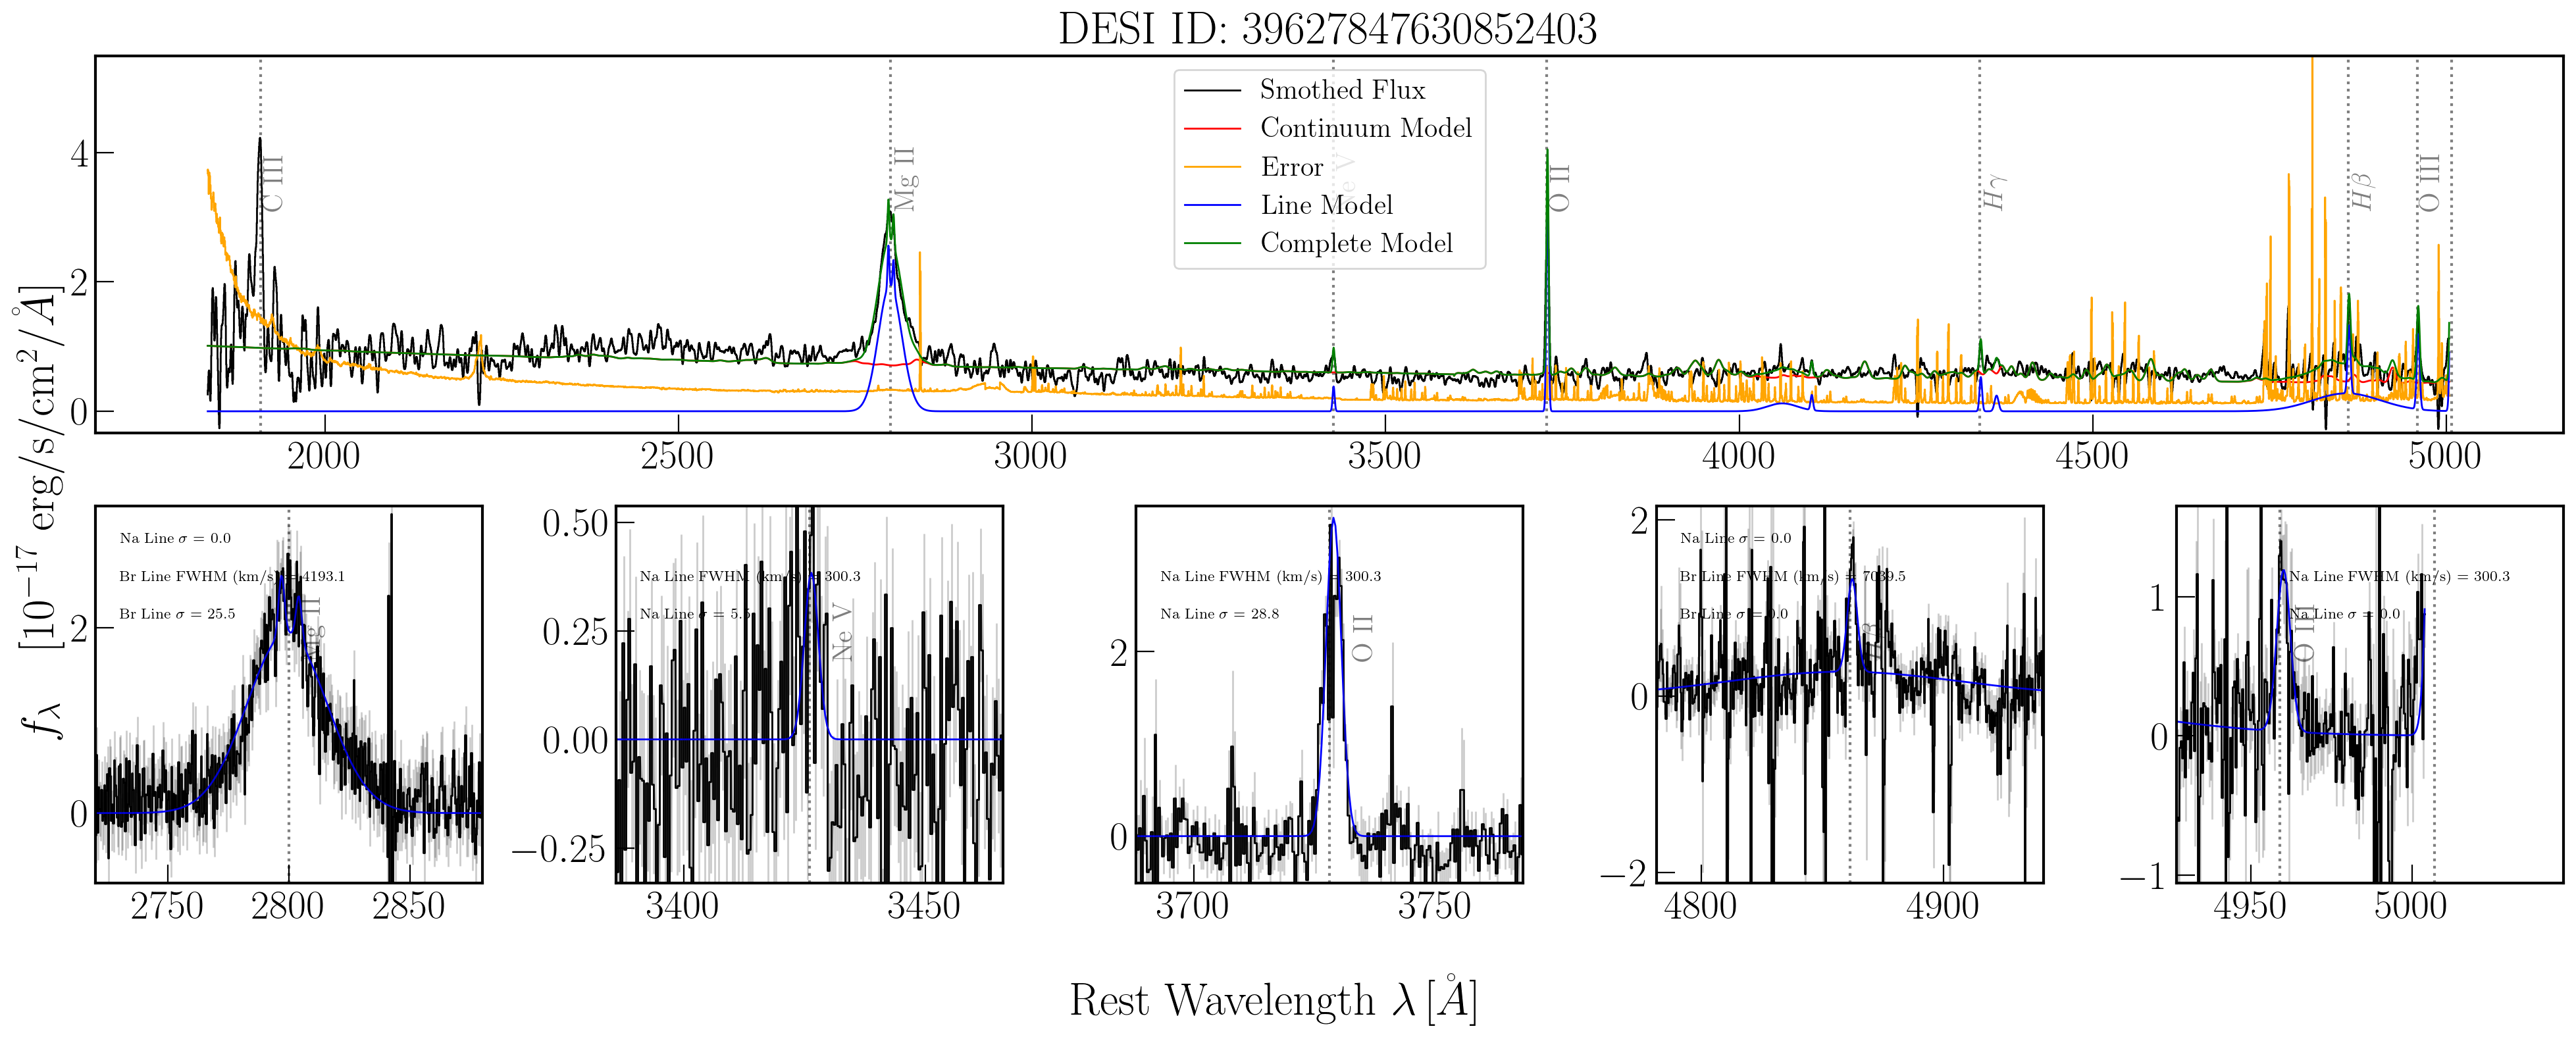 DESI ID: 39627847630852403
Smothed Flux
Continuum Model
Error
Line Model
Complete Model
C III
Mg II
O II
Hγ
Hβ
O III
4
2
0
2000
2500
3000
3500
4000
4500
5000
f_λ [10^{−17} erg/s/cm^2/Å]
Na Line σ = 0.0
Br Line FWHM (km/s) = 4193.1
Br Line σ = 25.5
Mg II
2
0
2750
2800
2850
Na Line FWHM (km/s) = 300.3
Na Line σ = 5.5
Ne V
0.50
0.25
0.00
−0.25
3400
3450
Na Line FWHM (km/s) = 300.3
Na Line σ = 28.8
O II
2
0
3700
3750
Na Line σ = 0.0
Br Line FWHM (km/s) = 7039.5
Br Line σ = 0.0
Hβ
2
0
−2
4800
4900
Na Line FWHM (km/s) = 300.3
Na Line σ = 0.0
O III
1
0
−1
4950
5000
Rest Wavelength λ [Å]